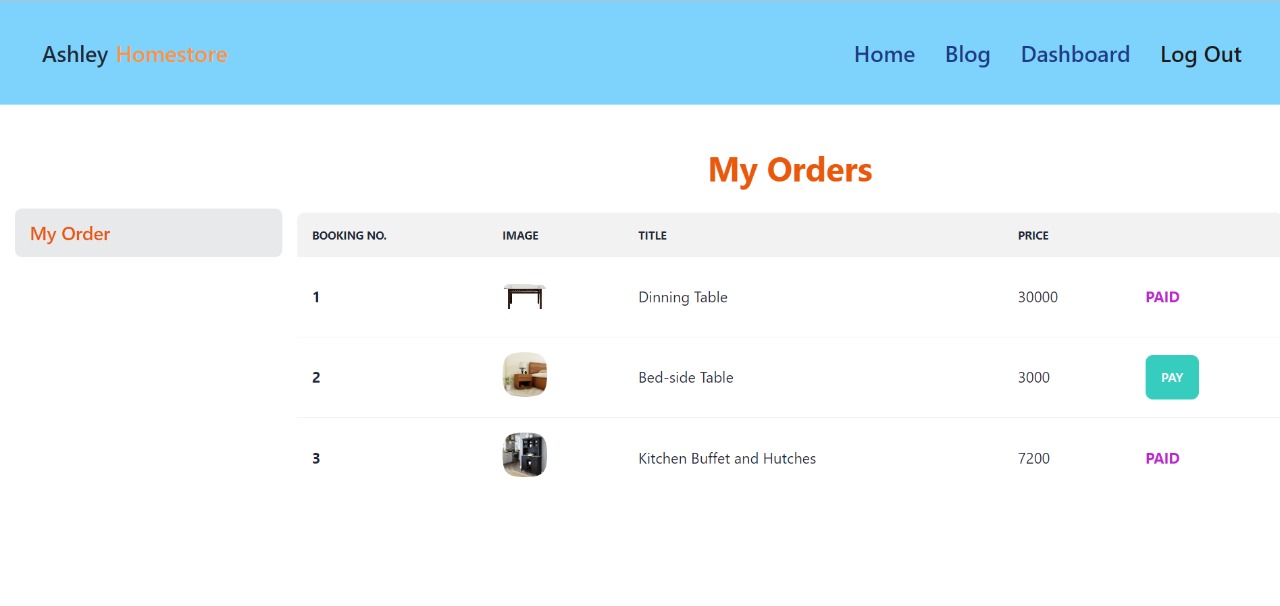 Ashley Homestore Home Blog Dashboard Log Out
My Orders
My Order
BOOKING NO. IMAGE TITLE PRICE
1 Dinning Table 30000 PAID
2 Bed-side Table 3000 PAY
3 Kitchen Buffet and Hutches 7200 PAID